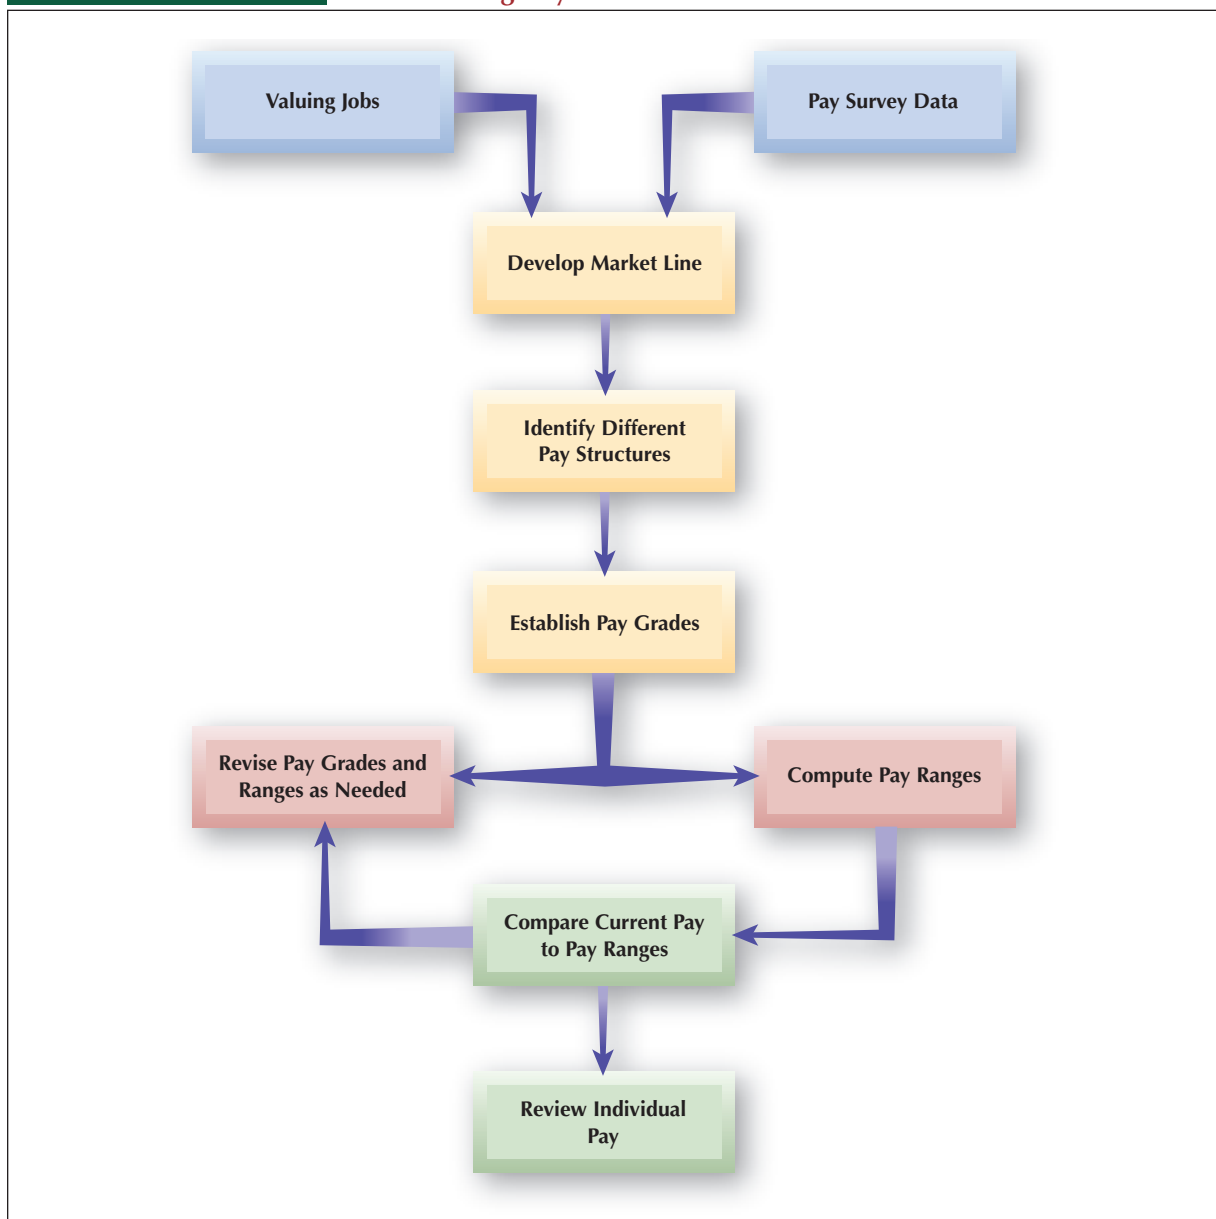 Valuing Jobs
Pay Survey Data
Develop Market Line
Identify Different
Pay Structures
Establish Pay Grades
Revise Pay Grades and
Ranges as Needed
Compute Pay Ranges
Compare Current Pay
to Pay Ranges
Review Individual
Pay